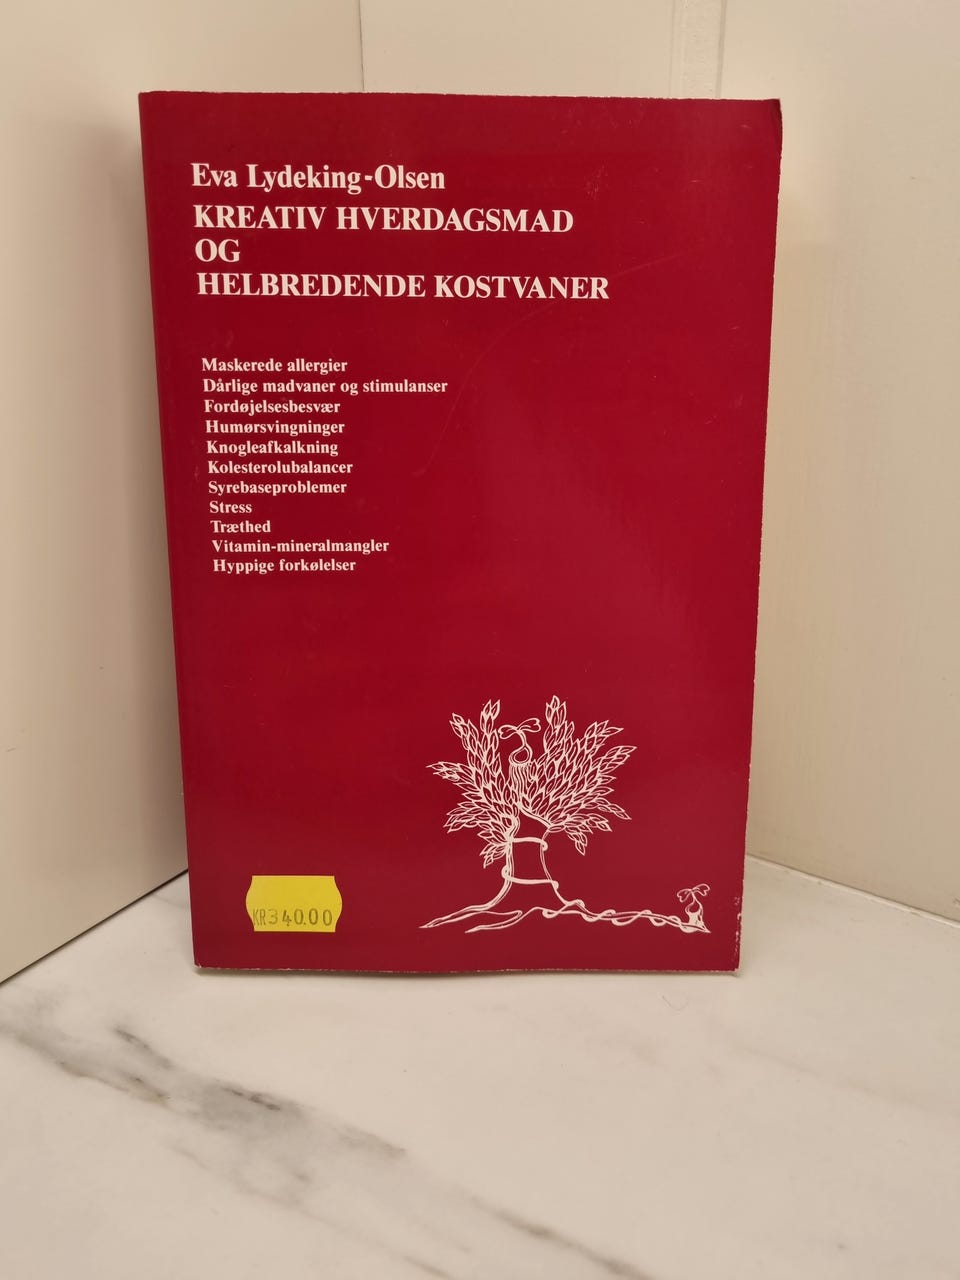 Eva Lydeking-Olsen
KREATIV HVERDAGSMAD
OG
HELBREDENDE KOSTVANER
Maskerede allergier
Dårlige madvaner og stimulanser
Fordøjelsesbesvær
Humørsvingninger
Knogleafkalkning
Kolesterolubalancer
Syrebaseproblemer
Stress
Træthed
Vitamin-mineralmangler
Hyppige forkølelser
KR340.00